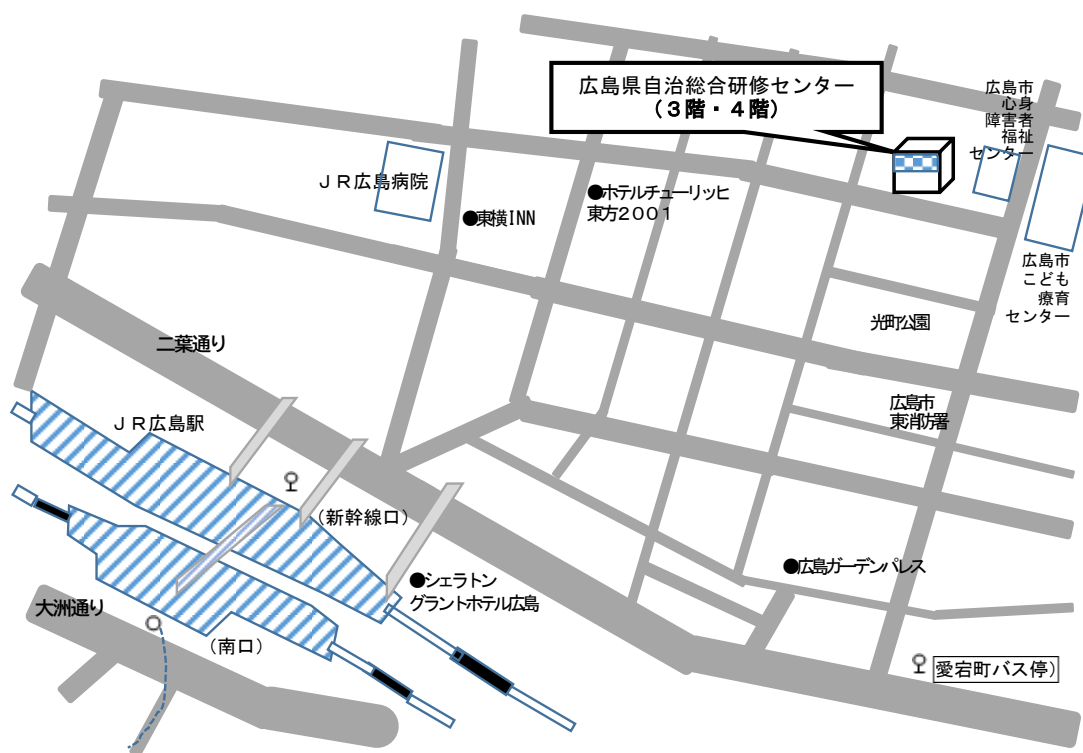 広島県自治総合研修センター
（３階・４階）
広島市
心身
障害者
福祉
センター
ＪＲ広島病院
●東横INN
●ホテルチューリッヒ
東方２００１
広島市
こども
療育
センター
光町公園
二葉通り
広島市
東消防署
ＪＲ広島駅
（新幹線口）
●広島ガーデンパレス
●シェラトン
グラントホテル広島
大洲通り
（南口）
愛宕町バス停）